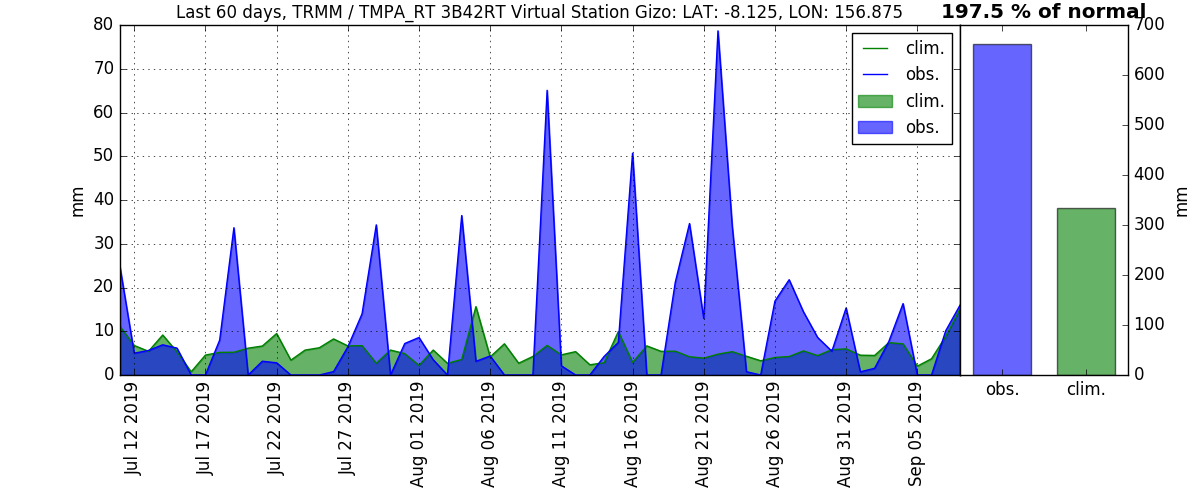 Last 60 days, TRMM / TMPA_RT 3B42RT Virtual Station Gizo: LAT: -8.125, LON: 156.875
197.5 % of normal
mm
80
70
60
50
40
30
20
10
0
clim.
obs.
clim.
obs.
Jul 12 2019
Jul 17 2019
Jul 22 2019
Jul 27 2019
Aug 01 2019
Aug 06 2019
Aug 11 2019
Aug 16 2019
Aug 21 2019
Aug 26 2019
Aug 31 2019
Sep 05 2019
700
600
500
400
300
200
100
0
mm
obs.
clim.